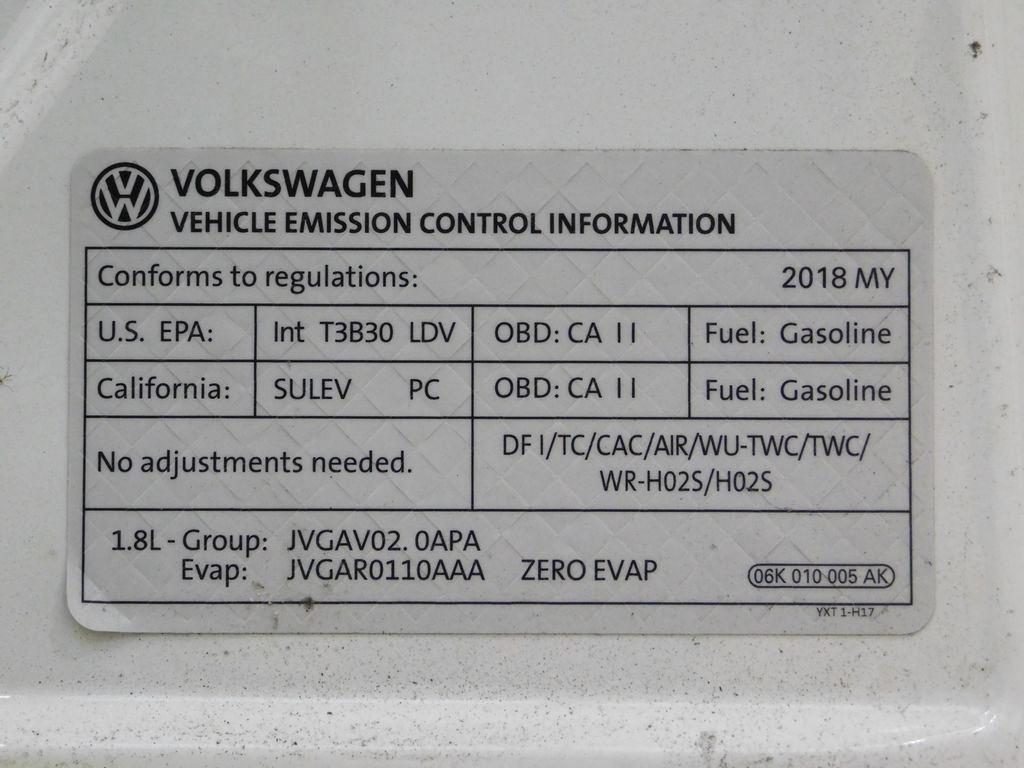 VOLKSWAGEN
VEHICLE EMISSION CONTROL INFORMATION
Conforms to regulations: 2018 MY
U.S. EPA: Int T3B30 LDV OBD: CA II Fuel: Gasoline
California: SULEV PC OBD: CA II Fuel: Gasoline
No adjustments needed.
DF I/TC/CAC/AIR/WU-TWC/TWC/
WR-H02S/H02S
1.8L - Group: JVGAV02. 0APA
Evap: JVGAR0110AAA ZERO EVAP 06K 010 005 AK
YXT 1-H17